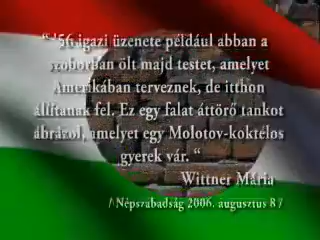 “ '56 igazi üzenete például abban a
szoborban ölt majd testet, amelyet
Amerikában terveznek, de itthon
állítanak fel. Ez egy falat áttörő tankot
ábrázol, amelyet egy Molotov-koktélos
gyerek vár. “
Wittner Mária
/ Népszabadság 2006. augusztus 8 /